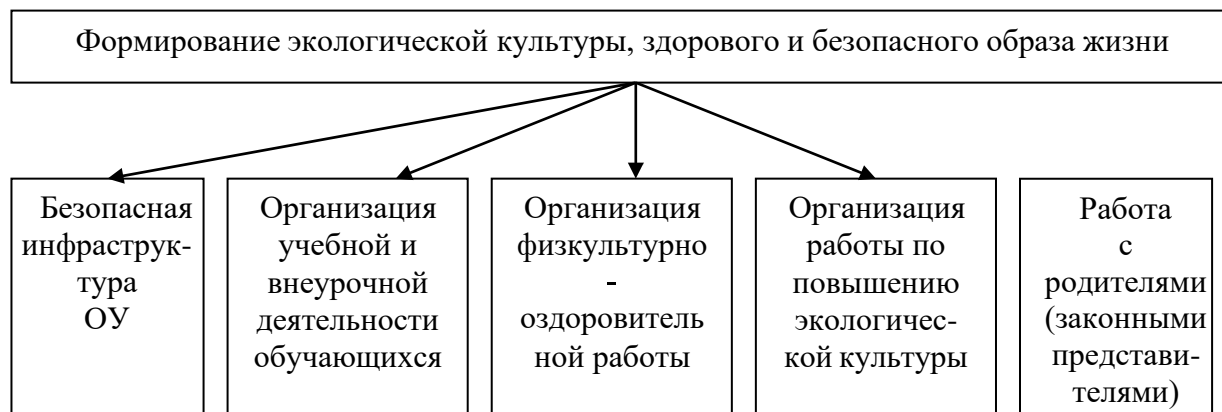 Формирование экологической культуры, здорового и безопасного образа жизни
Безопасная
инфраструк-
тура
ОУ
Организация
учебной и
внеурочной
деятельности
обучающихся
Организация
физкультурно
-
оздоровитель
ной работы
Организация
работы по
повышению
экологичес-
кой культуры
Работа
с
родителями
(законными
представи-
телями)